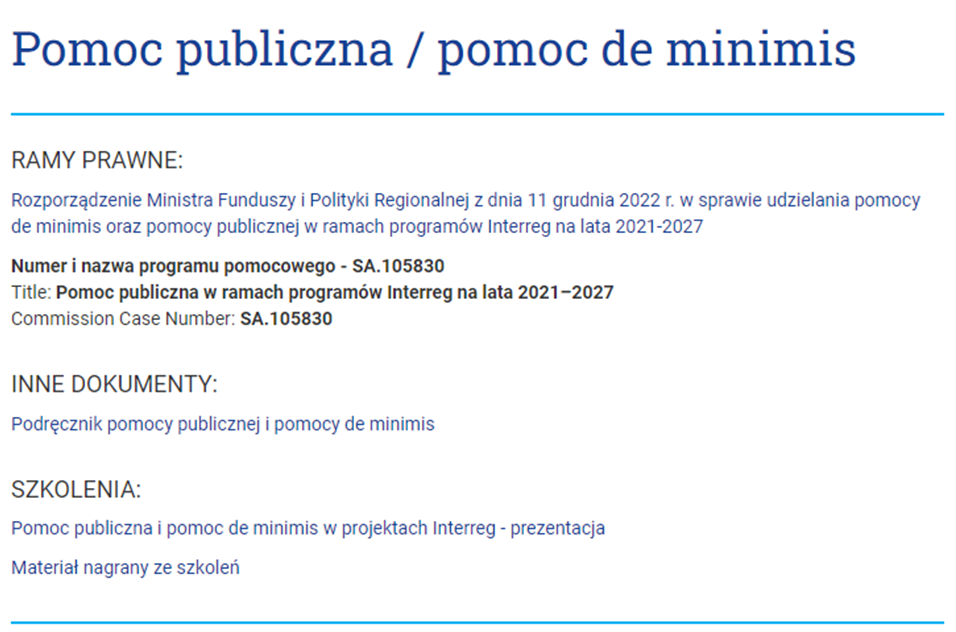 Pomoc publiczna / pomoc de minimis
RAMY PRAWNE:
Rozporządzenie Ministra Funduszy i Polityki Regionalnej z dnia 11 grudnia 2022 r. w sprawie udzielania pomocy
de minimis oraz pomocy publicznej w ramach programów Interreg na lata 2021-2027
Numer i nazwa programu pomocowego - SA.105830
Title: Pomoc publiczna w ramach programów Interreg na lata 2021–2027
Commission Case Number: SA.105830
INNE DOKUMENTY:
Podręcznik pomocy publicznej i pomocy de minimis
SZKOLENIA:
Pomoc publiczna i pomoc de minimis w projektach Interreg - prezentacja
Materiał nagrany ze szkoleń